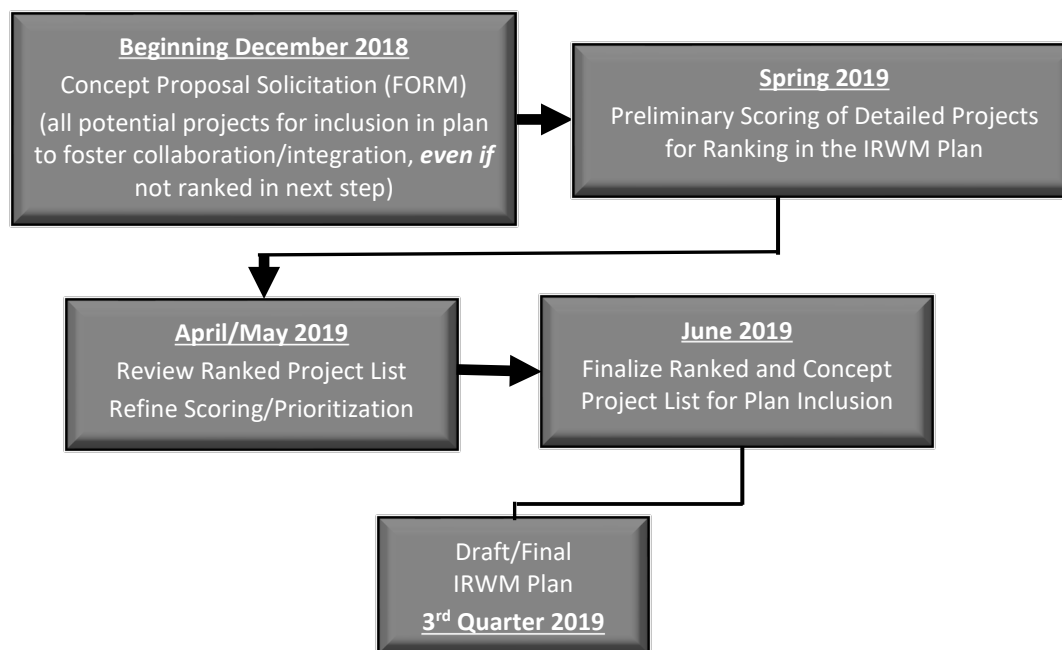 Beginning December 2018
Concept Proposal Solicitation (FORM)
(all potential projects for inclusion in plan
to foster collaboration/integration, even if
not ranked in next step)
Spring 2019
Preliminary Scoring of Detailed Projects
for Ranking in the IRWM Plan
April/May 2019
Review Ranked Project List
Refine Scoring/Prioritization
June 2019
Finalize Ranked and Concept
Project List for Plan Inclusion
Draft/Final
IRWM Plan
3rd Quarter 2019